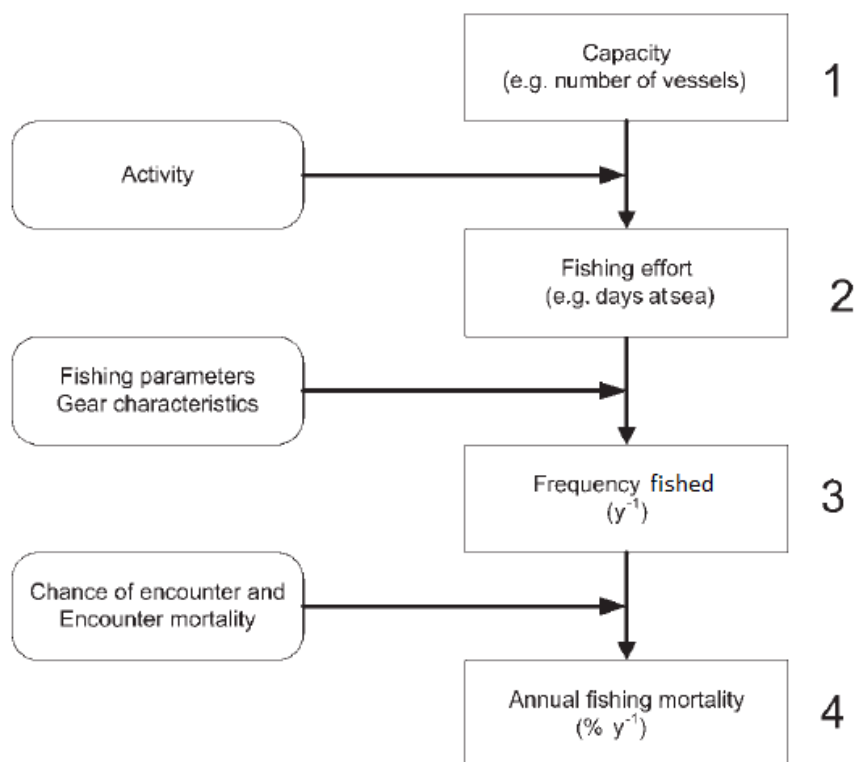 Capacity
(e.g. number of vessels)
1
Activity
Fishing effort
(e.g. days atsea)
2
Fishing parameters
Gear characteristics
Frequency fished
(y⁻¹)
3
Chance of encounter and
Encounter mortality
Annual fishing mortality
(% y⁻¹)
4